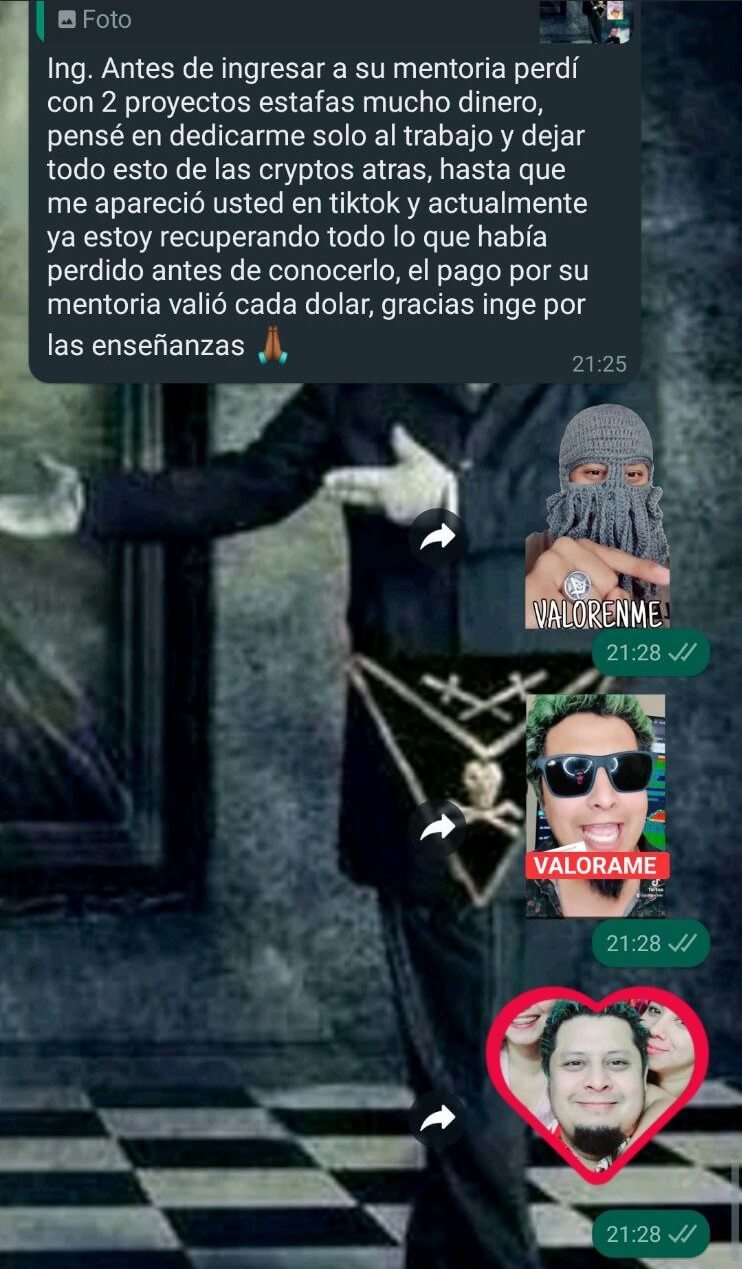 Foto
Ing. Antes de ingresar a su mentoria perdí
con 2 proyectos estafas mucho dinero,
pensé en dedicarme solo al trabajo y dejar
todo esto de las cryptos atras, hasta que
me apareció usted en tiktok y actualmente
ya estoy recuperando todo lo que había
perdido antes de conocerlo, el pago por su
mentoria valió cada dolar, gracias inge por
las enseñanzas 🙏🏾
21:25
VALORENME!
21:28
VALORAME
TikTok
21:28
21:28